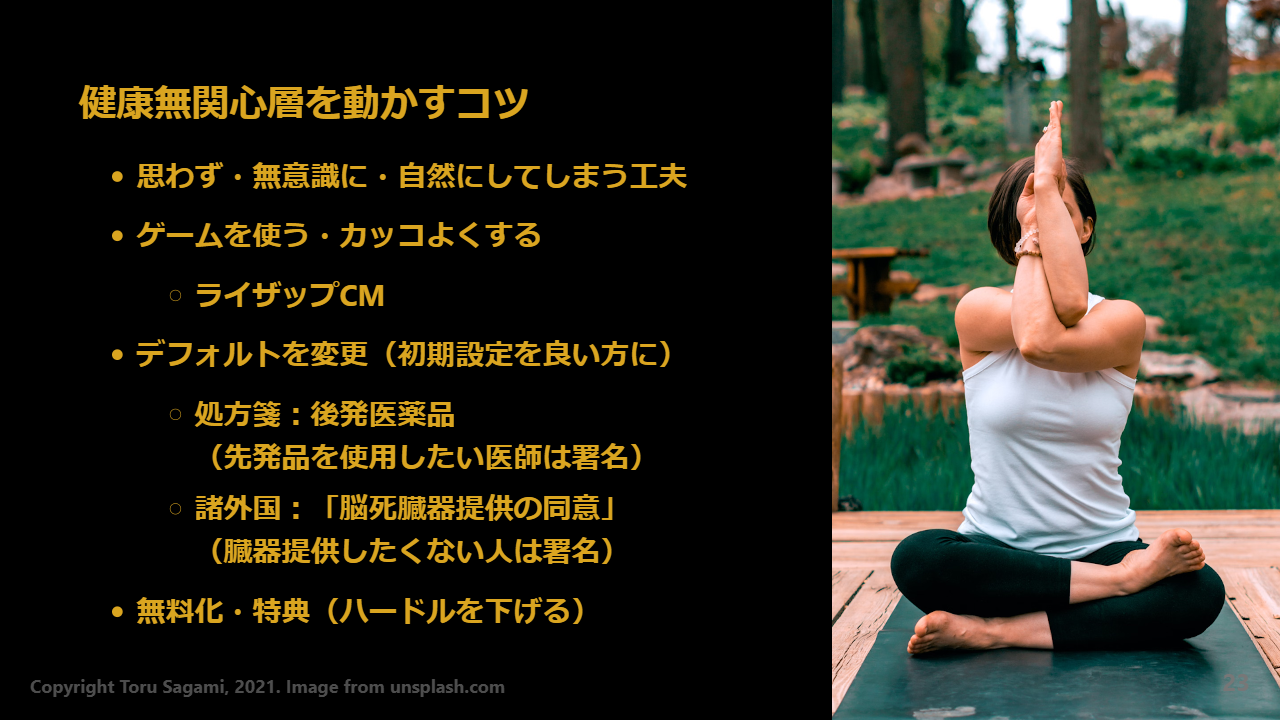 健康無関心層を動かすコツ
• 思わず・無意識に・自然にしてしまう工夫
• ゲームを使う・カッコよくする
○ ライザップCM
• デフォルトを変更（初期設定を良い方に）
○ 処方箋：後発医薬品
（先発品を使用したい医師は署名）
○ 諸外国：「脳死臓器提供の同意」
（臓器提供したくない人は署名）
• 無料化・特典（ハードルを下げる）
Copyright Toru Sagami, 2021. Image from unsplash.com
21